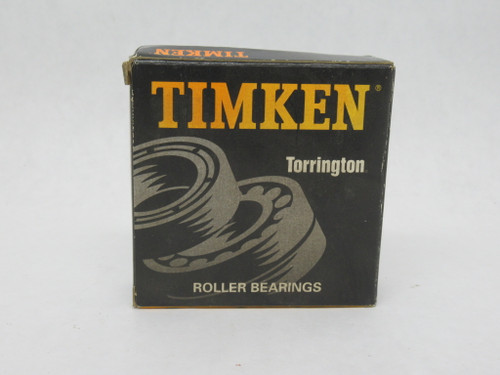 TIMKEN
TIMKEN®
Torrington
ROLLER BEARINGS